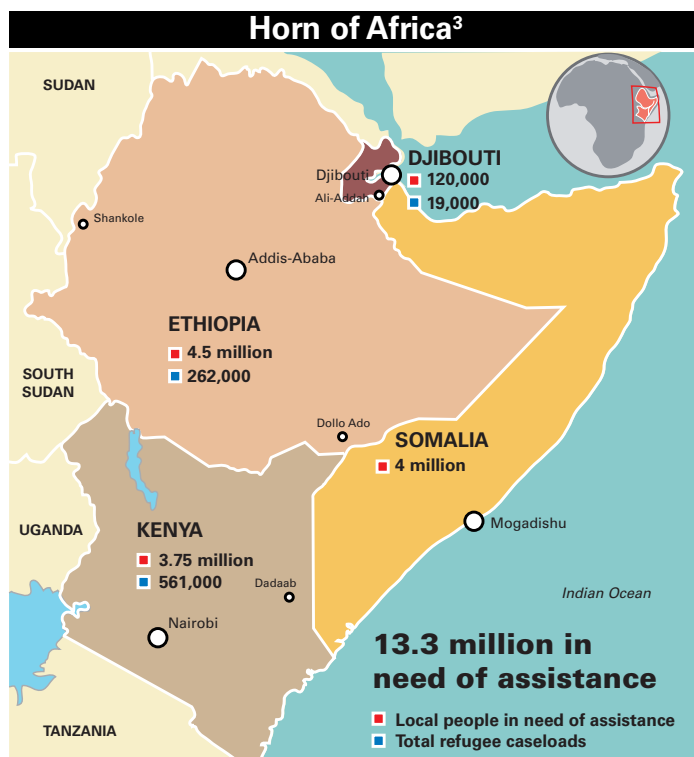 Horn of Africa³
SUDAN
DJIBOUTI
Djibouti
120,000
Ali-Addah
19,000
Shankole
Addis-Ababa
ETHIOPIA
4.5 million
262,000
SOUTH
SUDAN
Dollo Ado
SOMALIA
4 million
UGANDA
KENYA
3.75 million
561,000
Dadaab
Mogadishu
Nairobi
Indian Ocean
13.3 million in
need of assistance
Local people in need of assistance
Total refugee caseloads
TANZANIA